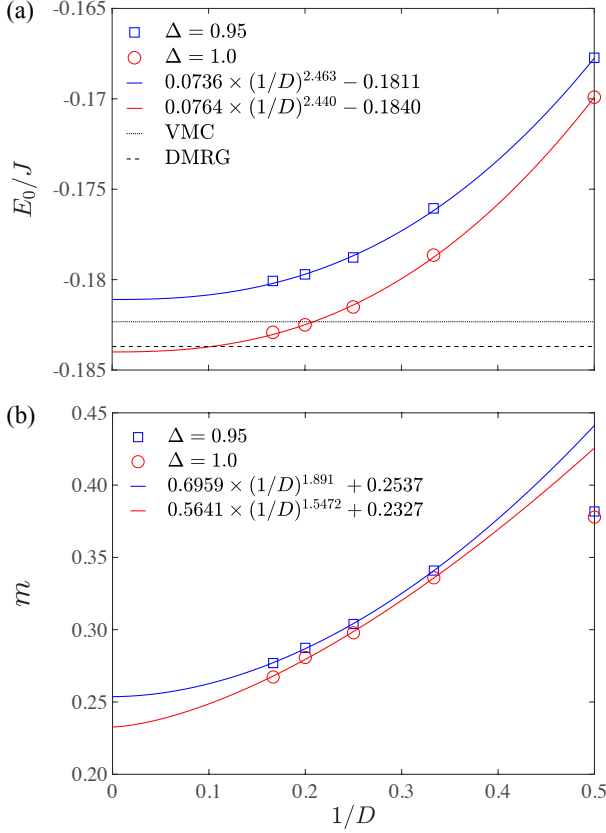 (a)
-0.165
-0.17
-0.175
-0.18
-0.185
E₀/J
Δ = 0.95
Δ = 1.0
0.0736 × (1/D)^2.463 − 0.1811
0.0764 × (1/D)^2.440 − 0.1840
VMC
DMRG
(b)
0.45
0.40
0.35
0.30
0.25
0.20
m
Δ = 0.95
Δ = 1.0
0.6959 × (1/D)^1.891 + 0.2537
0.5641 × (1/D)^1.5472 + 0.2327
0 0.1 0.2 0.3 0.4 0.5
1/D